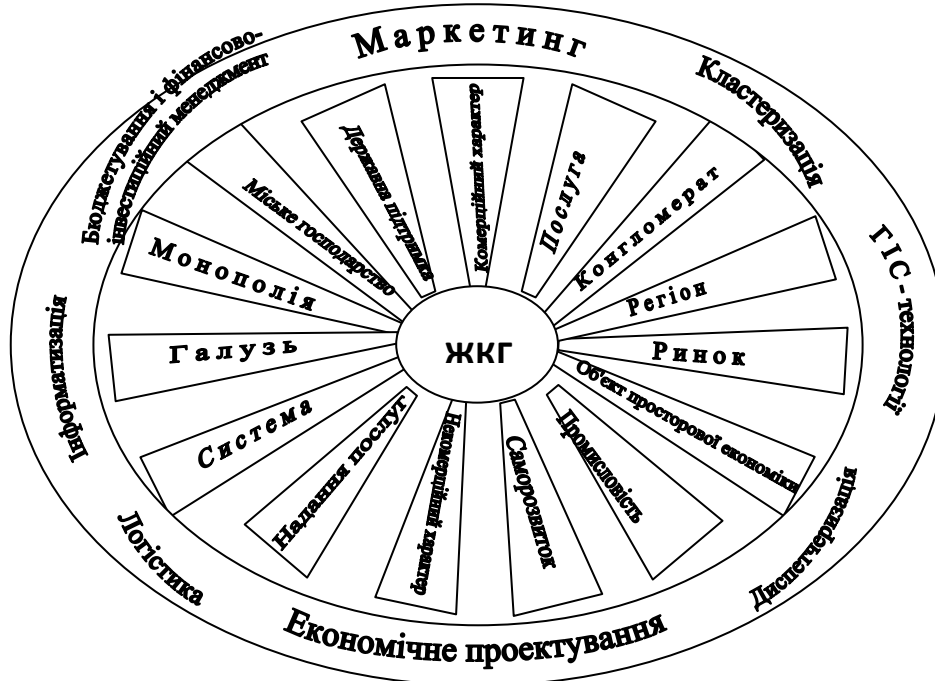 Маркетинг
Кластеризація
ГІС - технології
Диспетчеризація
Економічне проектування
Логістика
Інформатизація
Бюджетування і фінансово-
інвестиційний менеджмент
Комерційний характер
Послуга
Конгломерат
Регіон
Ринок
Об'єкт просторової економіки
Промисловість
Саморозвиток
Некомерційний характер
Надання послуг
Система
Галузь
Монополія
Міське господарство
Державна підтримка
ЖКГ